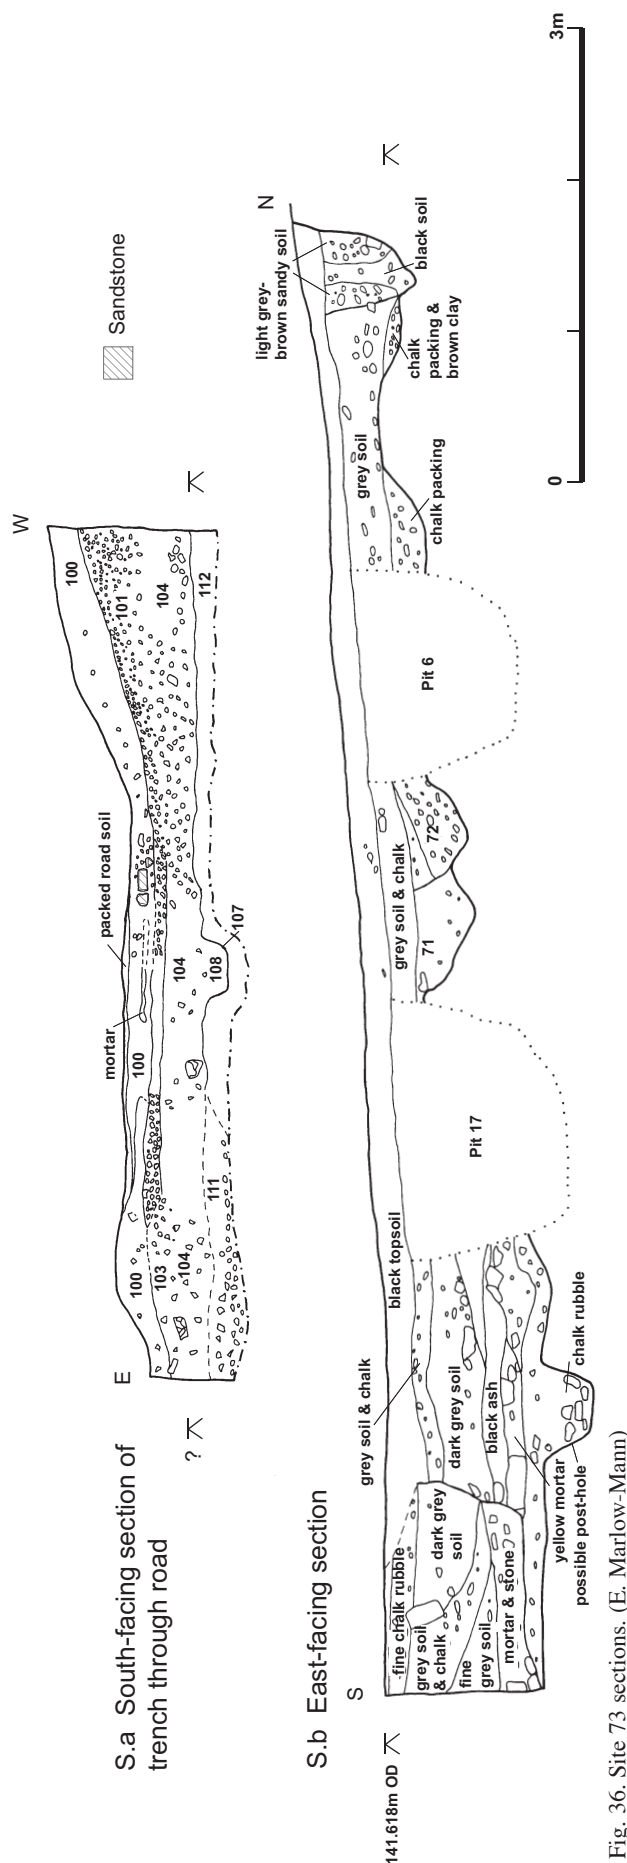 S.a South-facing section of
trench through road
E
W
Sandstone
?
100
103
104
111
mortar
100
packed road soil
104
108
107
100
101
104
112
S.b East-facing section
S
N
141.618m OD
fine chalk rubble
grey soil
& chalk
dark grey
soil
fine
grey soil
mortar & stone
grey soil & chalk
black topsoil
dark grey soil
black ash
yellow mortar
possible post-hole
chalk rubble
Pit 17
grey soil & chalk
71
72
Pit 6
grey soil
chalk packing
light grey-
brown sandy soil
chalk
packing &
brown clay
black soil
0
3m
Fig. 36. Site 73 sections. (E. Marlow-Mann)